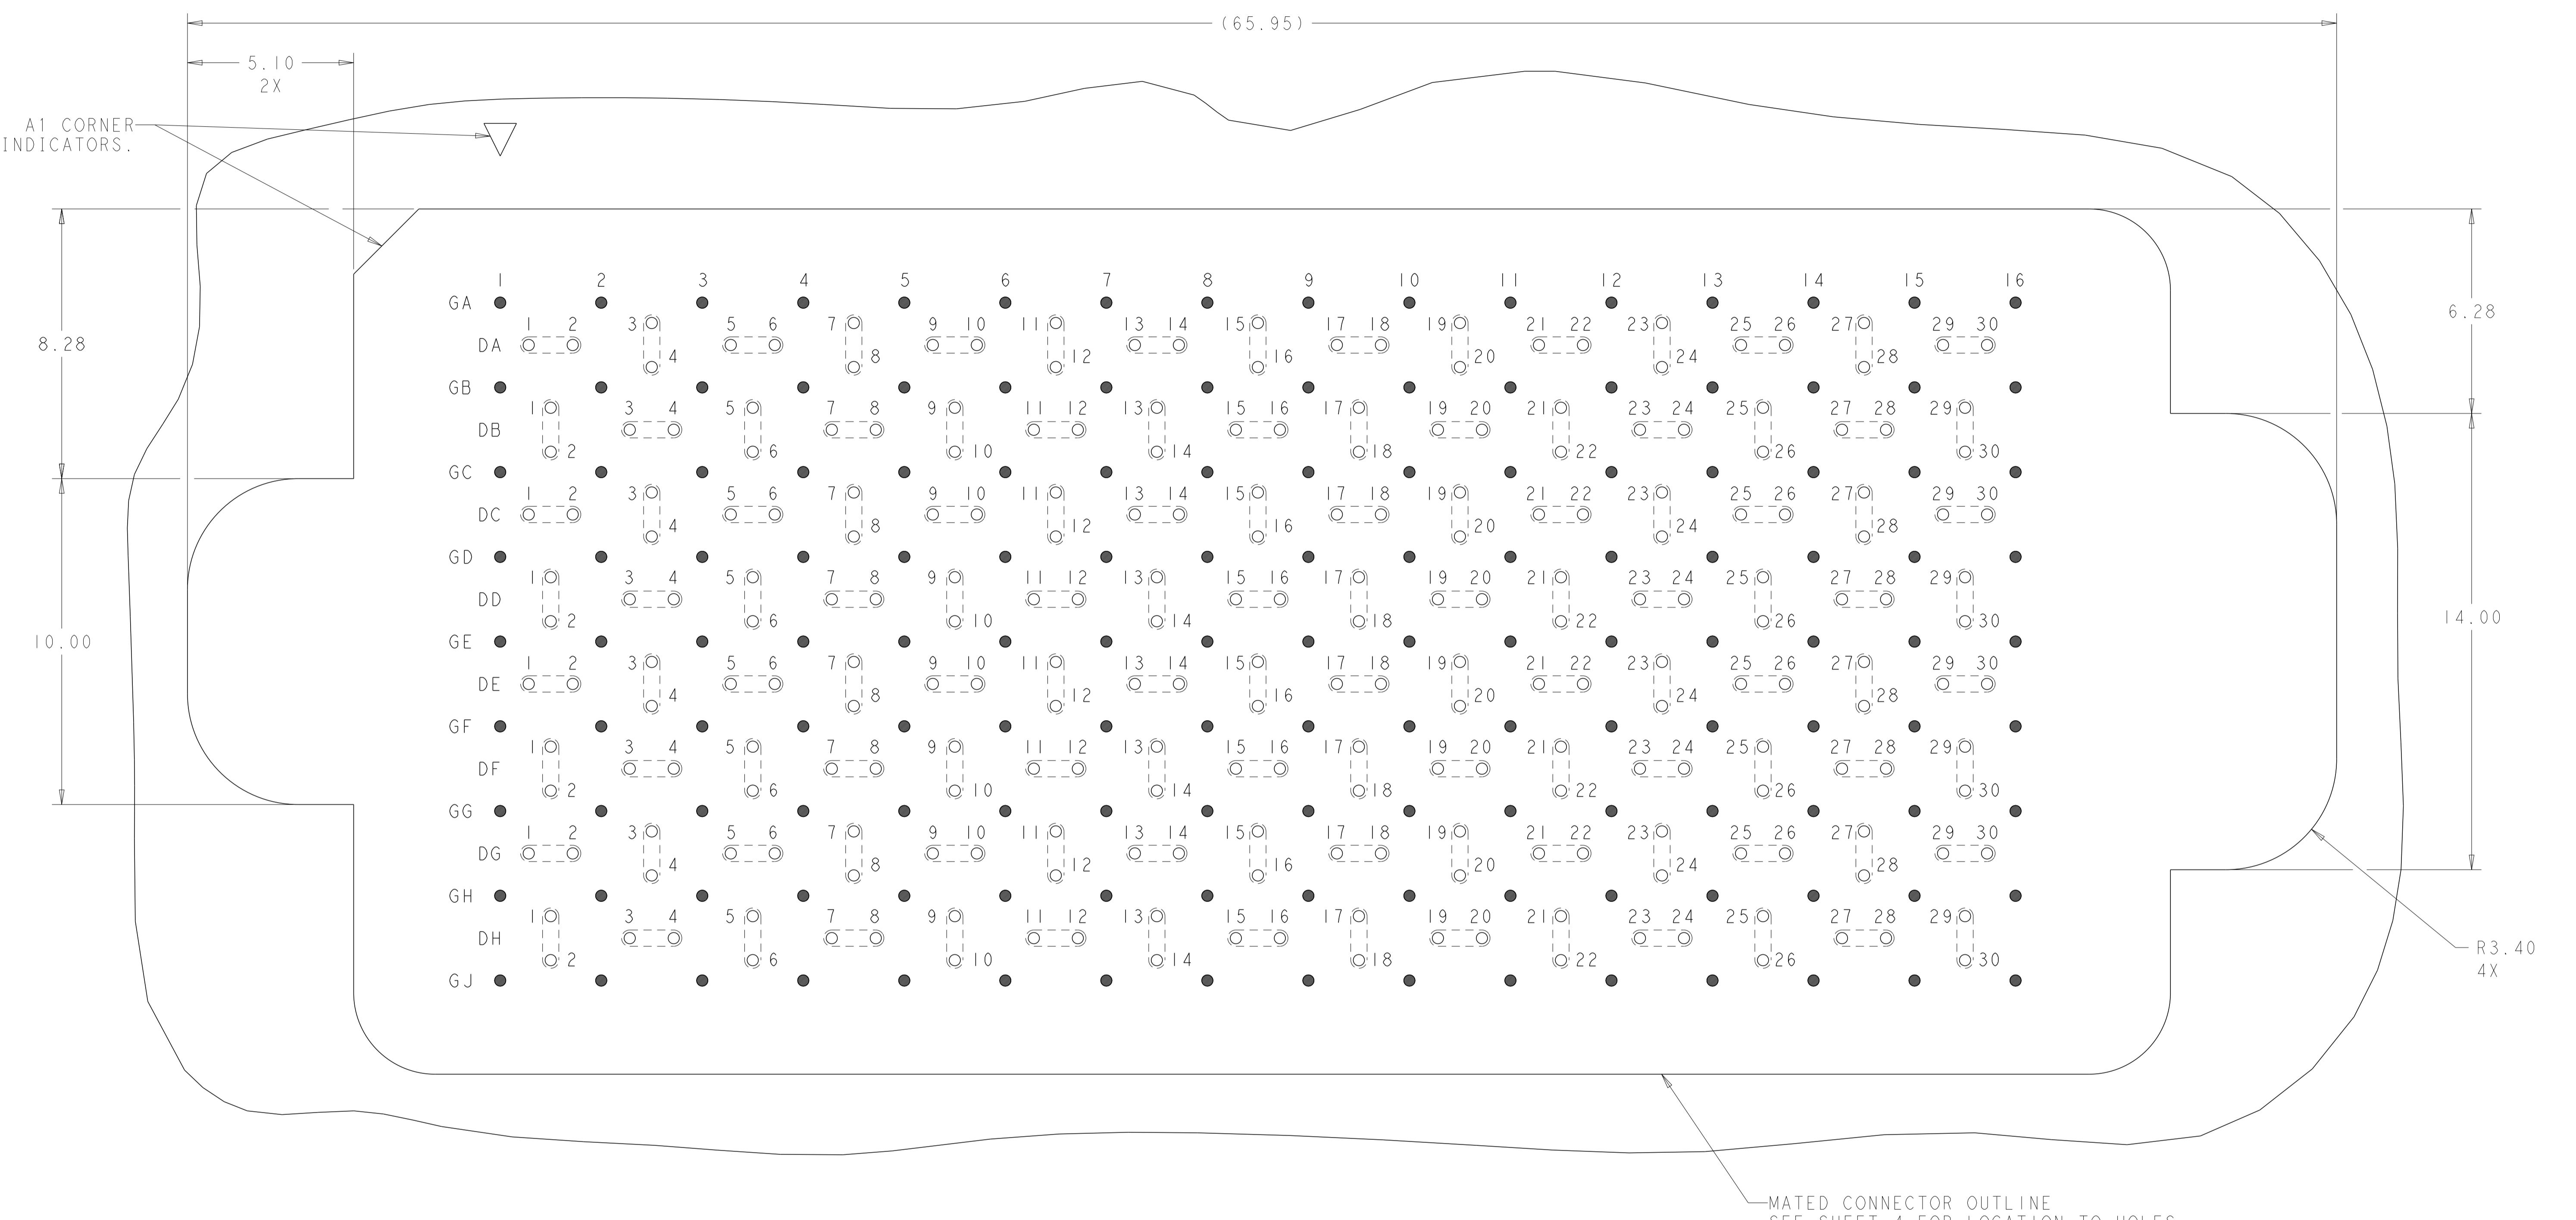 (65.95)
5.10
2X
A1 CORNER
INDICATORS.
1 2 3 4 5 6 7 8 9 10 11 12 13 14 15 16
GA
8.28
6.28
1 2 3 5 6 7 9 10 11 13 14 15 17 18 19 21 22 23 25 26 27 29 30
DA
4 8 12 16 20 24 28
GB
1 3 4 5 7 8 9 11 12 13 15 16 17 19 20 21 23 24 25 27 28 29
DB
2 6 10 14 18 22 26 30
GC
1 2 3 5 6 7 9 10 11 13 14 15 17 18 19 21 22 23 25 26 27 29 30
DC
4 8 12 16 20 24 28
GD
1 3 4 5 7 8 9 11 12 13 15 16 17 19 20 21 23 24 25 27 28 29
DD
2 6 10 14 18 22 26 30
10.00
14.00
GE
1 2 3 5 6 7 9 10 11 13 14 15 17 18 19 21 22 23 25 26 27 29 30
DE
4 8 12 16 20 24 28
GF
1 3 4 5 7 8 9 11 12 13 15 16 17 19 20 21 23 24 25 27 28 29
DF
2 6 10 14 18 22 26 30
GG
1 2 3 5 6 7 9 10 11 13 14 15 17 18 19 21 22 23 25 26 27 29 30
DG
4 8 12 16 20 24 28
GH
1 3 4 5 7 8 9 11 12 13 15 16 17 19 20 21 23 24 25 27 28 29
DH
2 6 10 14 18 22 26 30
GJ
R3.40
4X
MATED CONNECTOR OUTLINE
SEE SHEET 4 FOR LOCATION TO HOLES